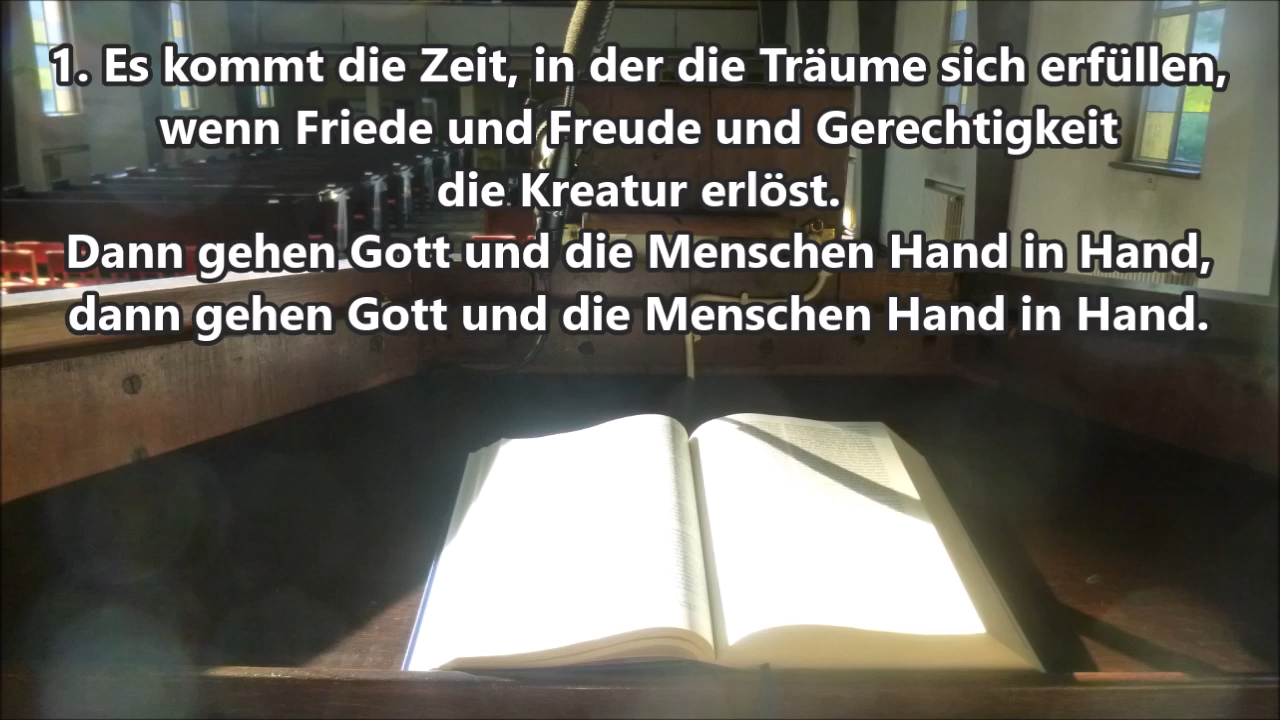 1. Es kommt die Zeit, in der die Träume sich erfüllen,
wenn Friede und Freude und Gerechtigkeit
die Kreatur erlöst.
Dann gehen Gott und die Menschen Hand in Hand,
dann gehen Gott und die Menschen Hand in Hand.